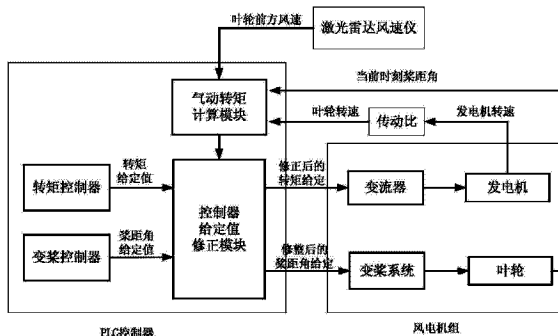 叶轮前方风速
激光雷达风速仪
当前时刻桨距角
气动转矩
计算模块
叶轮转速
传动比
发电机转速
转矩控制器
转矩
给定值
控制器
给定值
修正模块
修正后的
转矩给定
变流器
发电机
变桨控制器
桨距角
给定值
修整后的
桨距角给定
变桨系统
叶轮
PLC控制器
风电机组